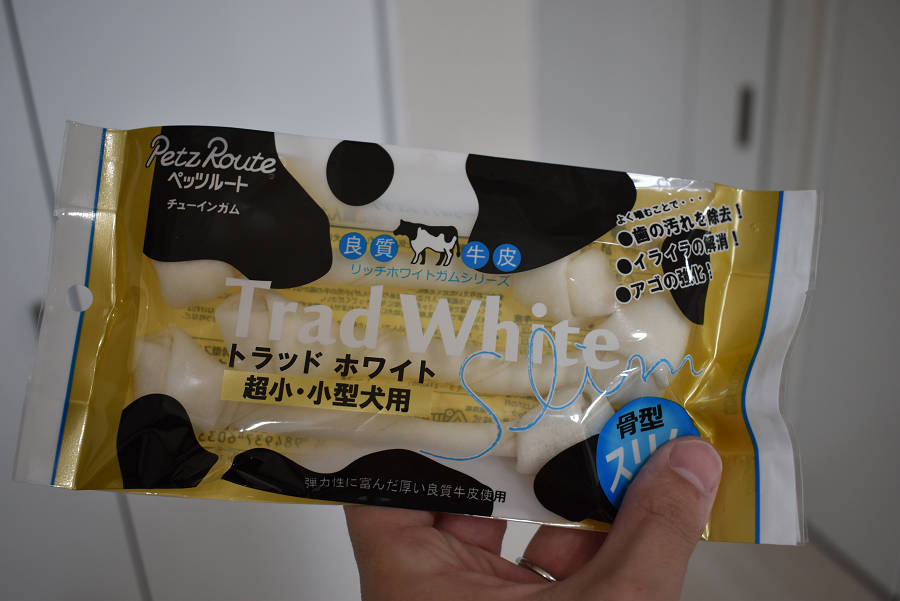 Petz Route
ペッツルート
チューインガム
良質 牛皮
リッチホワイトガムシリーズ
Trad White
Slim
トラッド ホワイト
超小・小型犬用
よく噛むことで・・・
●歯の汚れを除去！
●イライラの解消！
●アゴの強化！
骨型
弾力性に富んだ厚い良質牛皮使用